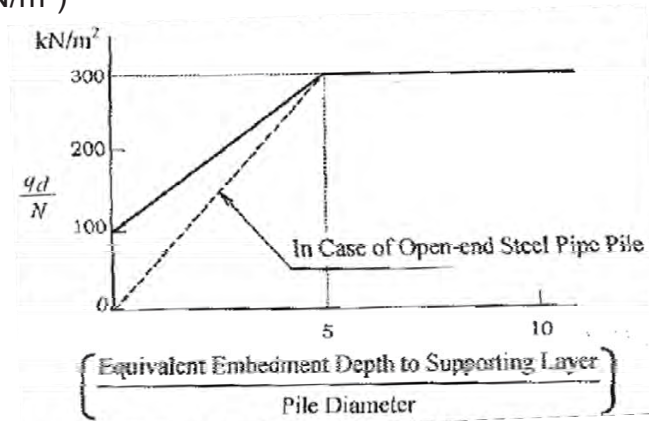 N/m²)
kN/m²
300
200
qd
N
100
In Case of Open-end Steel Pipe Pile
0
5
10
Equivalent Embedment Depth to Supporting Layer
Pile Diameter